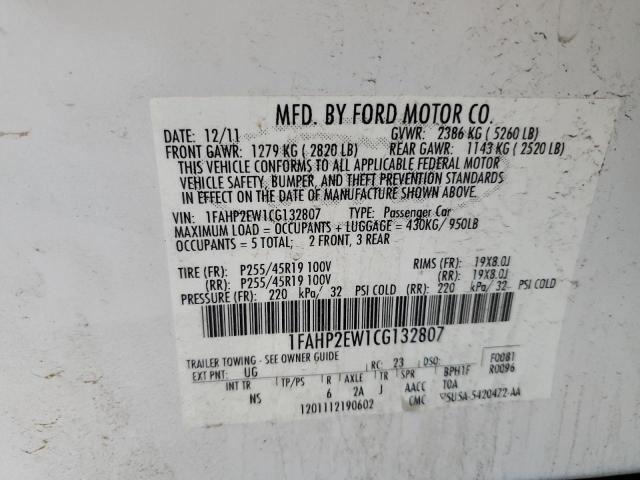 MFD. BY FORD MOTOR CO.
DATE: 12/11 GVWR: 2386 KG ( 5260 LB)
FRONT GAWR: 1279 KG ( 2820 LB) REAR GAWR: 1143 KG ( 2520 LB)
THIS VEHICLE CONFORMS TO ALL APPLICABLE FEDERAL MOTOR
VEHICLE SAFETY, BUMPER, AND THEFT PREVENTION STANDARDS
IN EFFECT ON THE DATE OF MANUFACTURE SHOWN ABOVE.
VIN: 1FAHP2EW1CG132807 TYPE: Passenger Car
MAXIMUM LOAD = OCCUPANTS + LUGGAGE = 430KG/ 950LB
OCCUPANTS = 5 TOTAL; 2 FRONT, 3 REAR
TIRE (FR): P255/45R19 100V RIMS (FR): 19X8.0J
(RR): P255/45R19 100V (RR): 19X8.0J
PRESSURE (FR): 220 kPa/ 32 PSI COLD (RR): 220 kPa/ 32 PSI COLD
1FAHP2EW1CG132807
TRAILER TOWING - SEE OWNER GUIDE F0081
EXT PNT: UG RC: 23 DSO: R0096
INT TR TP/PS R AXLE TR SPR BPH1F
NS 6 2A J AACC TOA
1201112190602 CMC 5U5A-5420472-AA